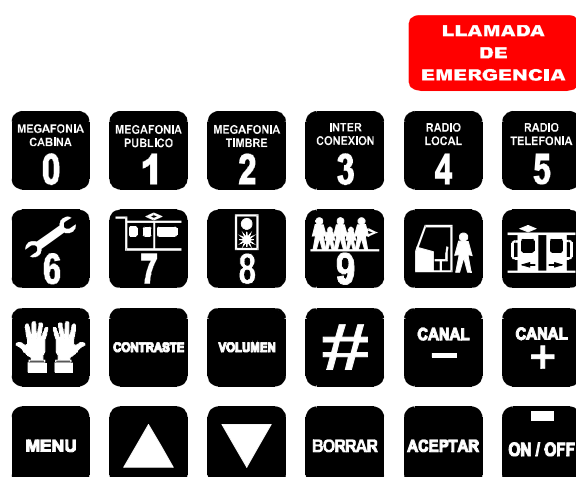 LLAMADA
DE
EMERGENCIA
MEGAFONIA
CABINA
0
MEGAFONIA
PUBLICO
1
MEGAFONIA
TIMBRE
2
INTER
CONEXION
3
RADIO
LOCAL
4
RADIO
TELEFONIA
5
6
7
8
9
CONTRASTE
VOLUMEN
#
CANAL
-
CANAL
+
MENU
BORRAR
ACEPTAR
ON / OFF